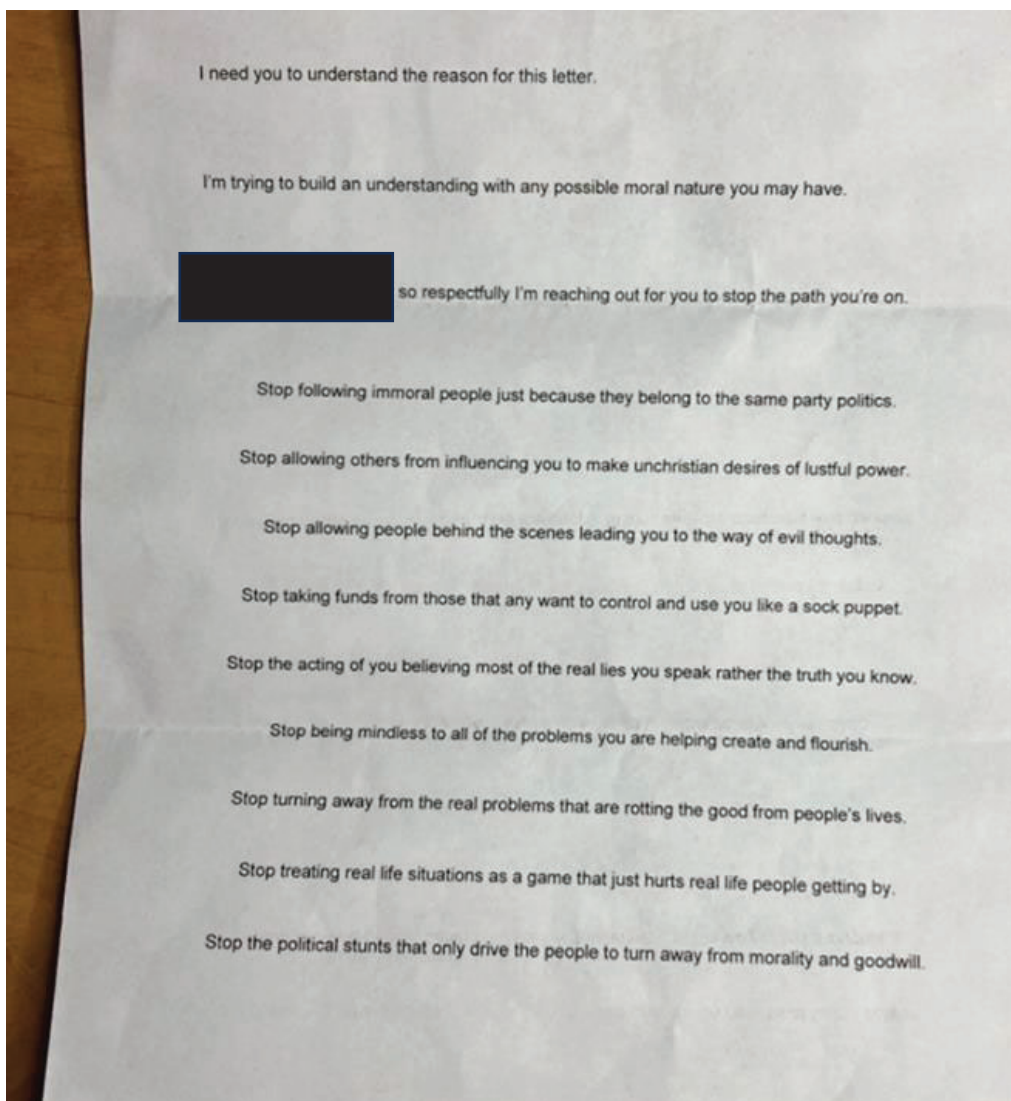 I need you to understand the reason for this letter.
I'm trying to build an understanding with any possible moral nature you may have.
so respectfully I'm reaching out for you to stop the path you're on.
Stop following immoral people just because they belong to the same party politics.
Stop allowing others from influencing you to make unchristian desires of lustful power.
Stop allowing people behind the scenes leading you to the way of evil thoughts.
Stop taking funds from those that any want to control and use you like a sock puppet.
Stop the acting of you believing most of the real lies you speak rather the truth you know.
Stop being mindless to all of the problems you are helping create and flourish.
Stop turning away from the real problems that are rotting the good from people's lives.
Stop treating real life situations as a game that just hurts real life people getting by.
Stop the political stunts that only drive the people to turn away from morality and goodwill.